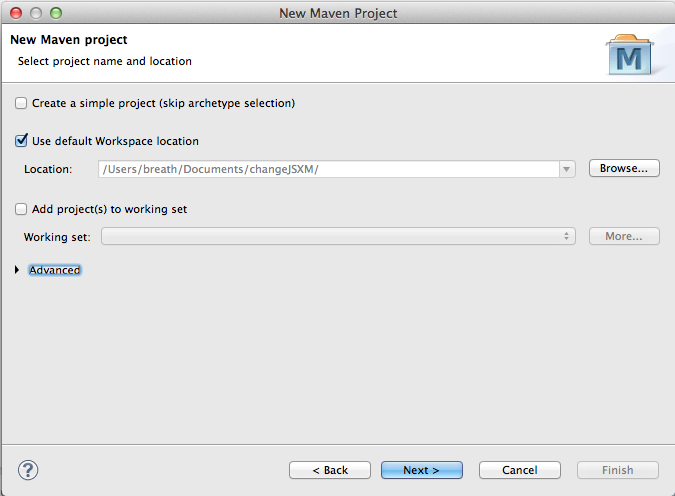 New Maven Project
New Maven project
Select project name and location
M
Create a simple project (skip archetype selection)
Use default Workspace location
Location: /Users/breath/Documents/changeJSXM/ Browse...
Add project(s) to working set
Working set: More...
Advanced
? < Back Next > Cancel Finish